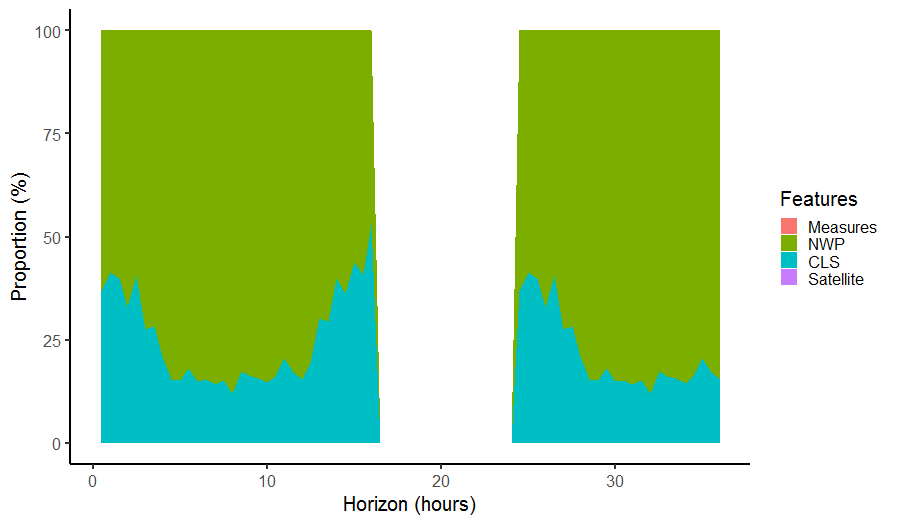 100
75
50
25
0
Proportion (%)
0 10 20 30
Horizon (hours)
Features
Measures
NWP
CLS
Satellite